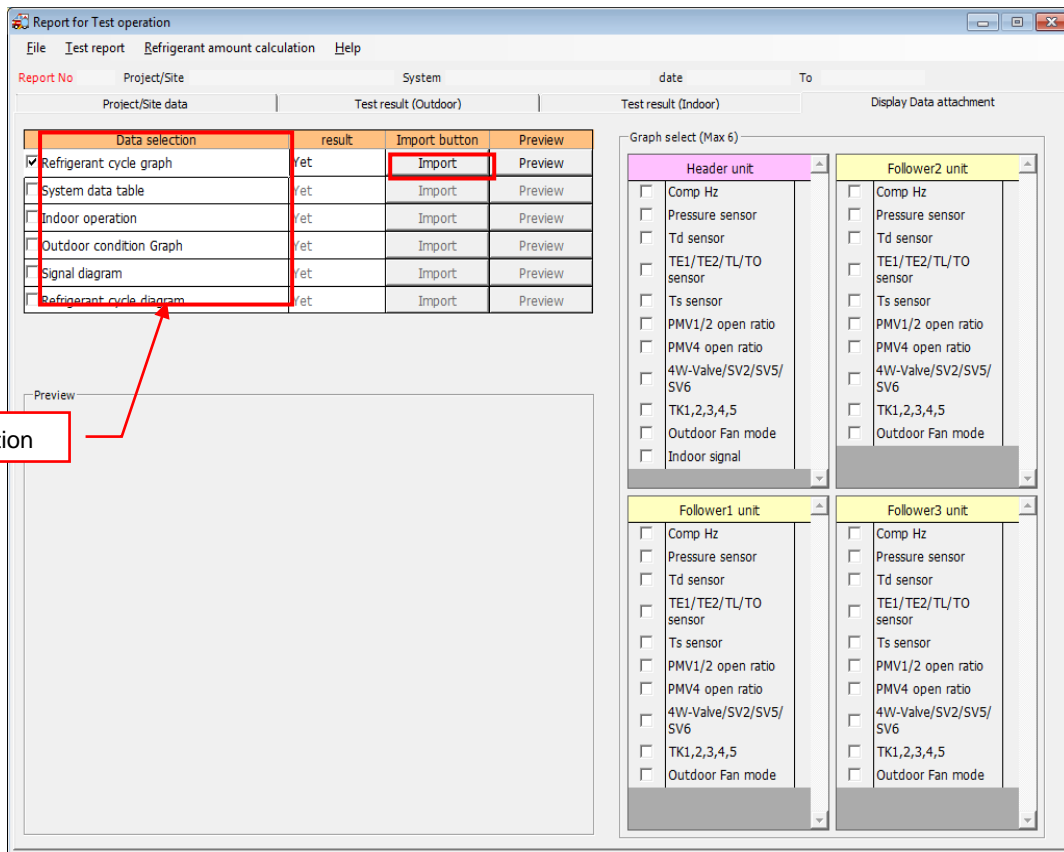 Report for Test operation
File Test report Refrigerant amount calculation Help
Report No Project/Site System date To
Project/Site data Test result (Outdoor) Test result (Indoor) Display Data attachment
Data selection result Import button Preview
Refrigerant cycle graph Yet Import Preview
System data table Yet Import Preview
Indoor operation Yet Import Preview
Outdoor condition Graph Yet Import Preview
Signal diagram Yet Import Preview
Refrigerant cycle diagram Yet Import Preview
Preview
tion
Graph select (Max 6)
Header unit
Comp Hz
Pressure sensor
Td sensor
TE1/TE2/TL/TO
sensor
Ts sensor
PMV1/2 open ratio
PMV4 open ratio
4W-Valve/SV2/SV5/
SV6
TK1,2,3,4,5
Outdoor Fan mode
Indoor signal
Follower2 unit
Comp Hz
Pressure sensor
Td sensor
TE1/TE2/TL/TO
sensor
Ts sensor
PMV1/2 open ratio
PMV4 open ratio
4W-Valve/SV2/SV5/
SV6
TK1,2,3,4,5
Outdoor Fan mode
Follower1 unit
Comp Hz
Pressure sensor
Td sensor
TE1/TE2/TL/TO
sensor
Ts sensor
PMV1/2 open ratio
PMV4 open ratio
4W-Valve/SV2/SV5/
SV6
TK1,2,3,4,5
Outdoor Fan mode
Follower3 unit
Comp Hz
Pressure sensor
Td sensor
TE1/TE2/TL/TO
sensor
Ts sensor
PMV1/2 open ratio
PMV4 open ratio
4W-Valve/SV2/SV5/
SV6
TK1,2,3,4,5
Outdoor Fan mode